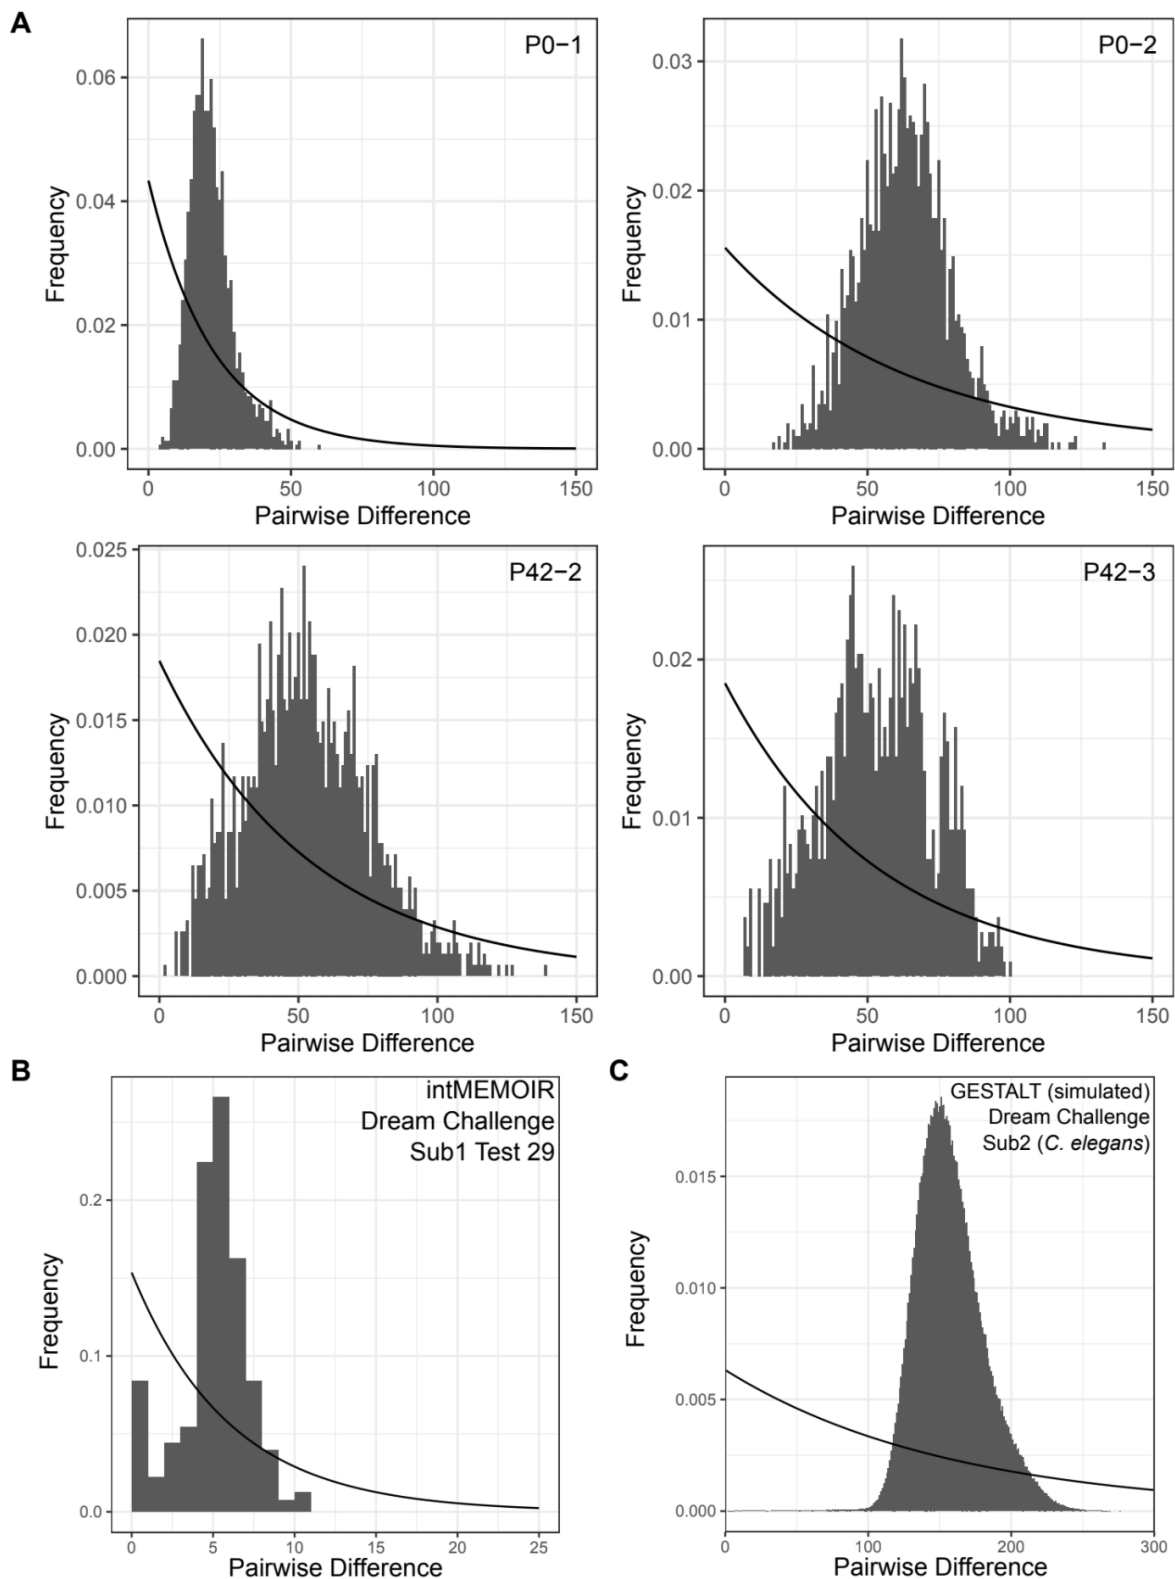 A
P0−1
0.06
0.04
0.02
0.00
Frequency
0
50
100
150
Pairwise Difference
P0−2
0.03
0.02
0.01
0.00
Frequency
0
50
100
150
Pairwise Difference
P42−2
0.025
0.020
0.015
0.010
0.005
0.000
Frequency
0
50
100
150
Pairwise Difference
P42−3
0.02
0.01
0.00
Frequency
0
50
100
150
Pairwise Difference
B
intMEMOIR
Dream Challenge
Sub1 Test 29
0.2
0.1
0.0
Frequency
0
5
10
15
20
25
Pairwise Difference
C
GESTALT (simulated)
Dream Challenge
Sub2 (C. elegans)
0.015
0.010
0.005
0.000
Frequency
0
100
200
300
Pairwise Difference